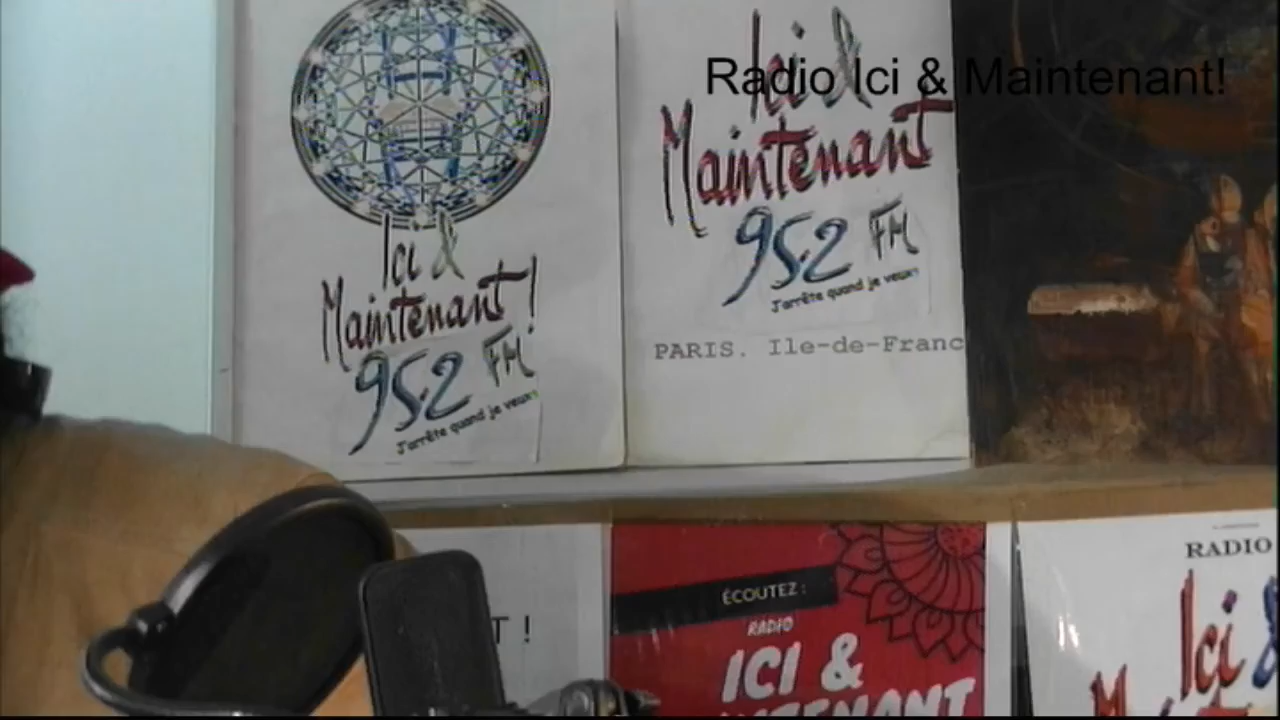 Radio Ici & Maintenant!
Ici &
Maintenant !
95.2 FM
J'arrête quand je veux
Ici &
Maintenant
95.2 FM
J'arrête quand je veux
PARIS. Ile-de-Franc
T !
ÉCOUTEZ :
RADIO
ICI &
NTENANT
RADIO
Ici &
M